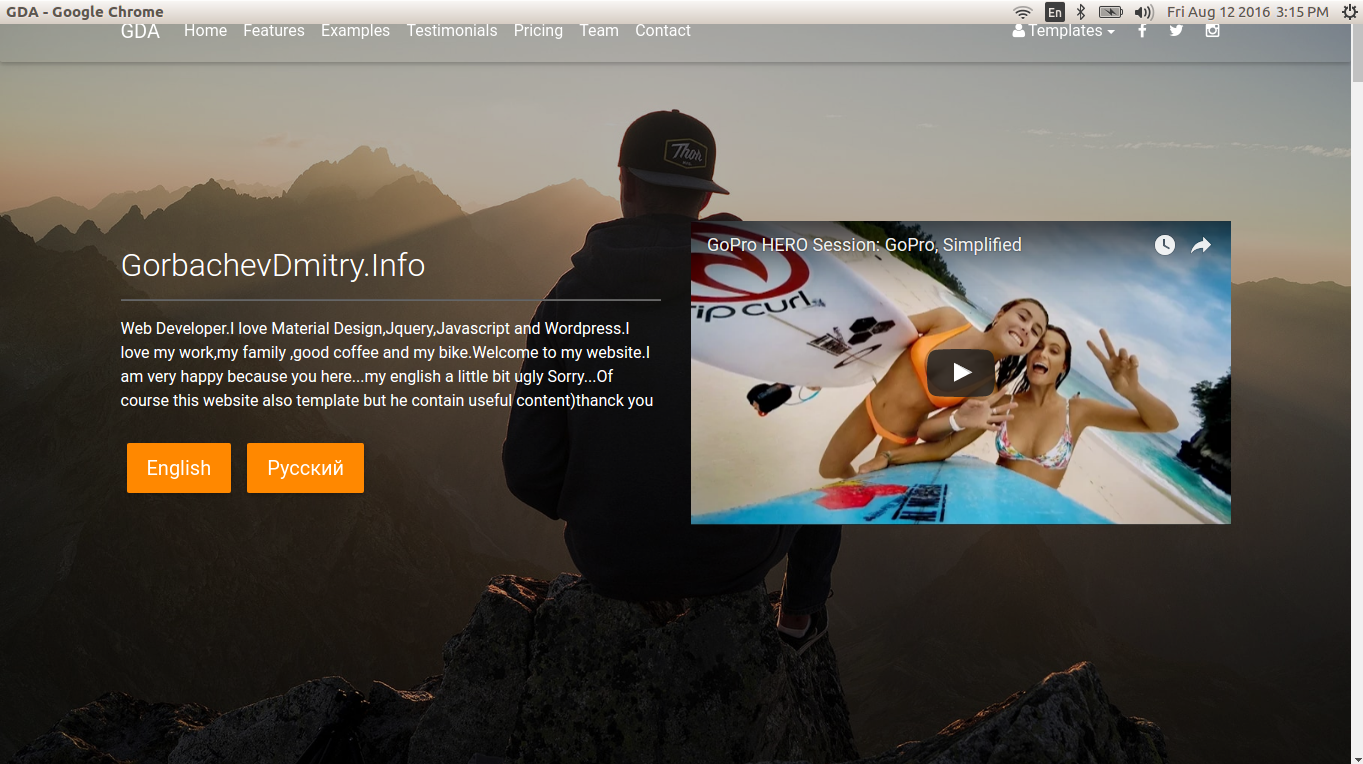 GDA - Google Chrome
En
Fri Aug 12 2016 3:15 PM
GDA Home Features Examples Testimonials Pricing Team Contact Templates
Thor
GoPro HERO Session: GoPro, Simplified
rip curl
GorbachevDmitry.Info
Web Developer.I love Material Design,Jquery,Javascript and Wordpress.I
love my work,my family ,good coffee and my bike.Welcome to my website.I
am very happy because you here...my english a little bit ugly Sorry...Of
course this website also template but he contain useful content)thanck you
English
Русский